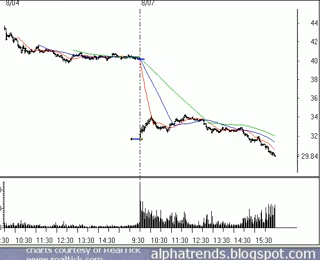 8/04 8/07
44
42
40
38
36
34
32
29.84
:30 10:30 11:30 12:30 13:30 14:30 9:30 10:30 11:30 12:30 13:30 14:30 15:30
charts courtesy of RealTick
www.realtick.com
alphatrends.blogspot.com